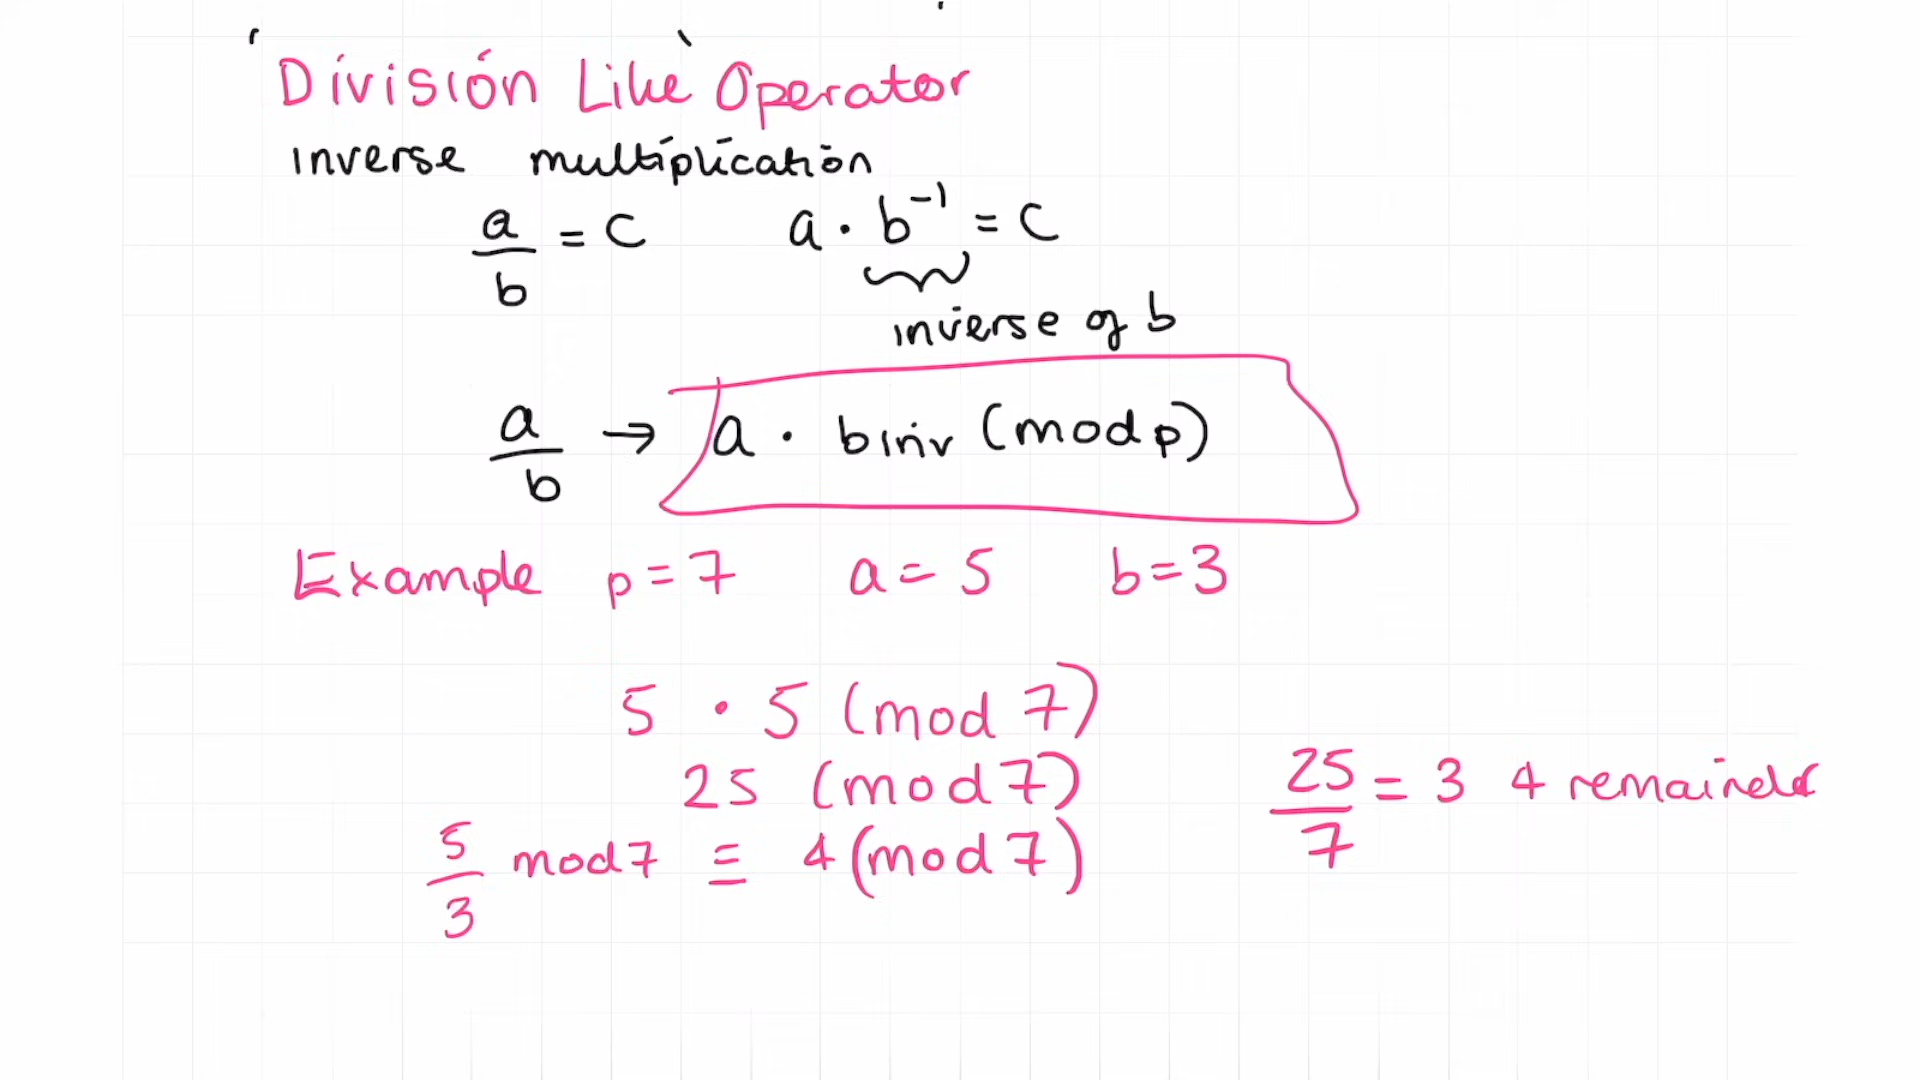 Division Like Operator
inverse multiplication
a/b = C a · b⁻¹ = C
inverse of b
a/b → a · binv (mod p)
Example p = 7 a = 5 b = 3
5 · 5 (mod 7)
25 (mod 7) 25/7 = 3 4 remainder
5/3 mod 7 ≡ 4 (mod 7)